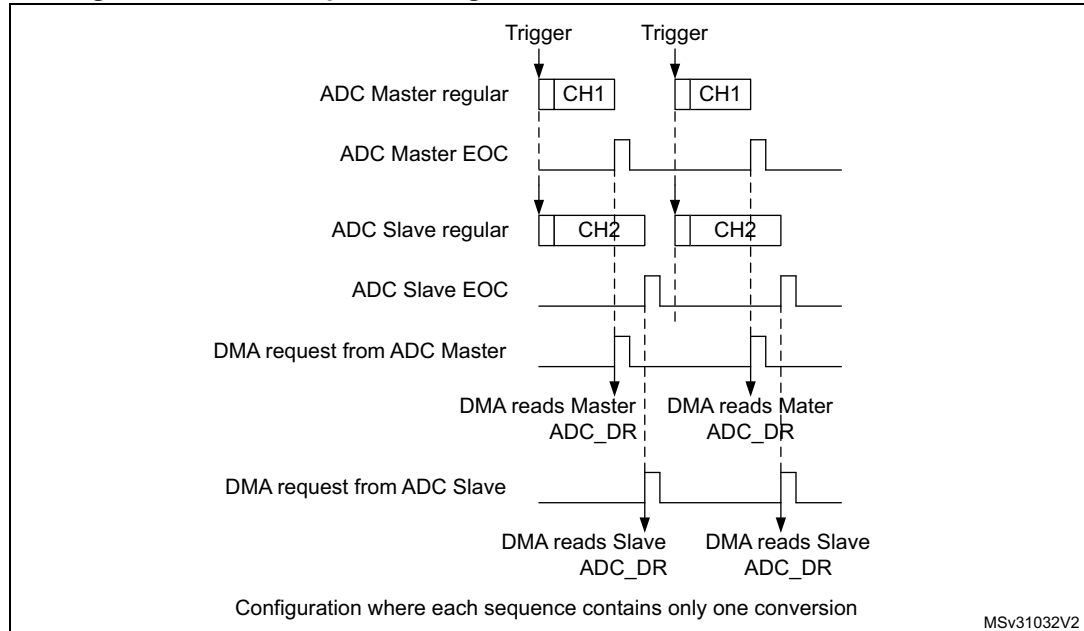 Trigger Trigger
ADC Master regular CH1 CH1
ADC Master EOC
ADC Slave regular CH2 CH2
ADC Slave EOC
DMA request from ADC Master
DMA reads Master DMA reads Mater
ADC_DR ADC_DR
DMA request from ADC Slave
DMA reads Slave DMA reads Slave
ADC_DR ADC_DR
Configuration where each sequence contains only one conversion
MSv31032V2